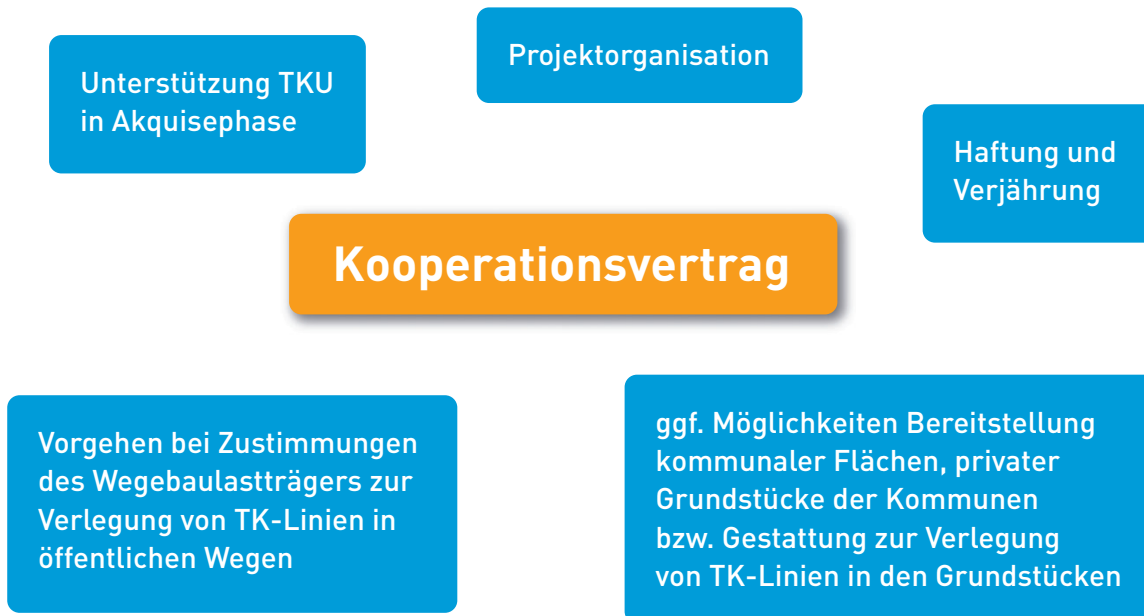 Unterstützung TKU
in Akquisephase
Projektorganisation
Haftung und
Verjährung
Kooperationsvertrag
Vorgehen bei Zustimmungen
des Wegebaulastträgers zur
Verlegung von TK-Linien in
öffentlichen Wegen
ggf. Möglichkeiten Bereitstellung
kommunaler Flächen, privater
Grundstücke der Kommunen
bzw. Gestattung zur Verlegung
von TK-Linien in den Grundstücken